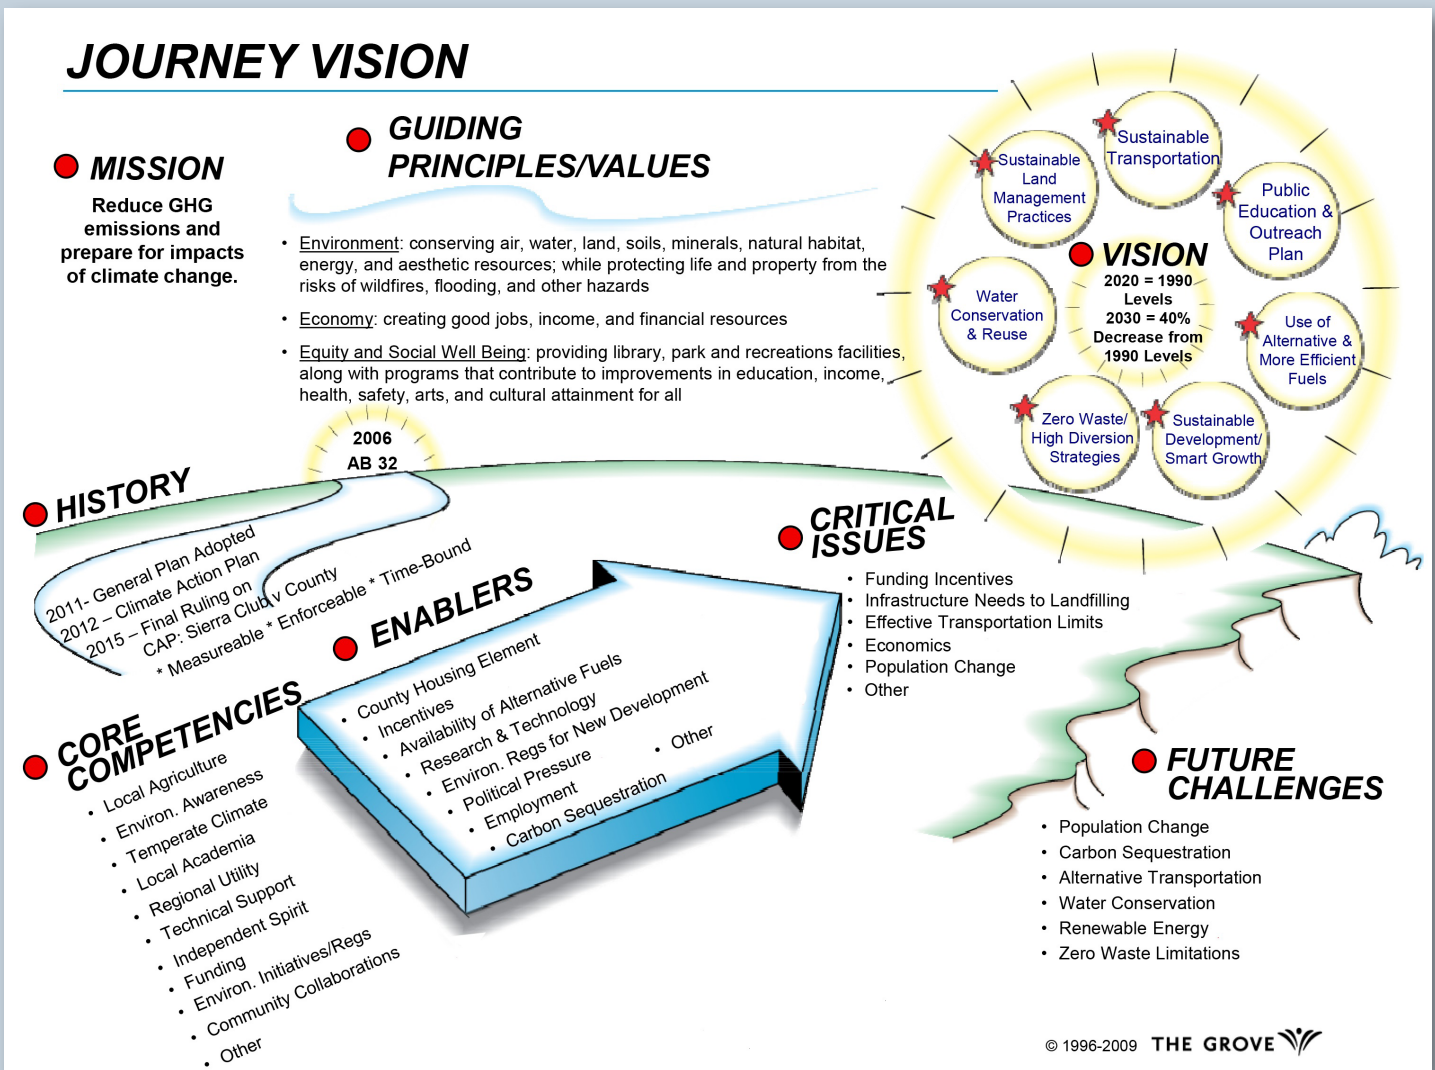 JOURNEY VISION
MISSION
Reduce GHG
emissions and
prepare for impacts
of climate change.
GUIDING
PRINCIPLES/VALUES
• Environment: conserving air, water, land, soils, minerals, natural habitat,
energy, and aesthetic resources; while protecting life and property from the
risks of wildfires, flooding, and other hazards
• Economy: creating good jobs, income, and financial resources
• Equity and Social Well Being: providing library, park and recreations facilities,
along with programs that contribute to improvements in education, income,
health, safety, arts, and cultural attainment for all
Sustainable
Land
Management
Practices
Sustainable
Transportation
Public
Education &
Outreach
Plan
Water
Conservation
& Reuse
VISION
2020 = 1990
Levels
2030 = 40%
Decrease from
1990 Levels
Use of
Alternative &
More Efficient
Fuels
Zero Waste/
High Diversion
Strategies
Sustainable
Development/
Smart Growth
2006
AB 32
HISTORY
2011- General Plan Adopted
2012 – Climate Action Plan
2015 – Final Ruling on
CAP: Sierra Club v County
* Measureable * Enforceable * Time-Bound
ENABLERS
• County Housing Element
• Incentives
• Availability of Alternative Fuels
• Research & Technology
• Environ. Regs for New Development
• Political Pressure
• Employment
• Carbon Sequestration
• Other
CRITICAL
ISSUES
• Funding Incentives
• Infrastructure Needs to Landfilling
• Effective Transportation Limits
• Economics
• Population Change
• Other
CORE
COMPETENCIES
• Local Agriculture
• Environ. Awareness
• Temperate Climate
• Local Academia
• Regional Utility
• Technical Support
• Independent Spirit
• Funding
• Environ. Initiatives/Regs
• Community Collaborations
• Other
FUTURE
CHALLENGES
• Population Change
• Carbon Sequestration
• Alternative Transportation
• Water Conservation
• Renewable Energy
• Zero Waste Limitations
© 1996-2009 THE GROVE